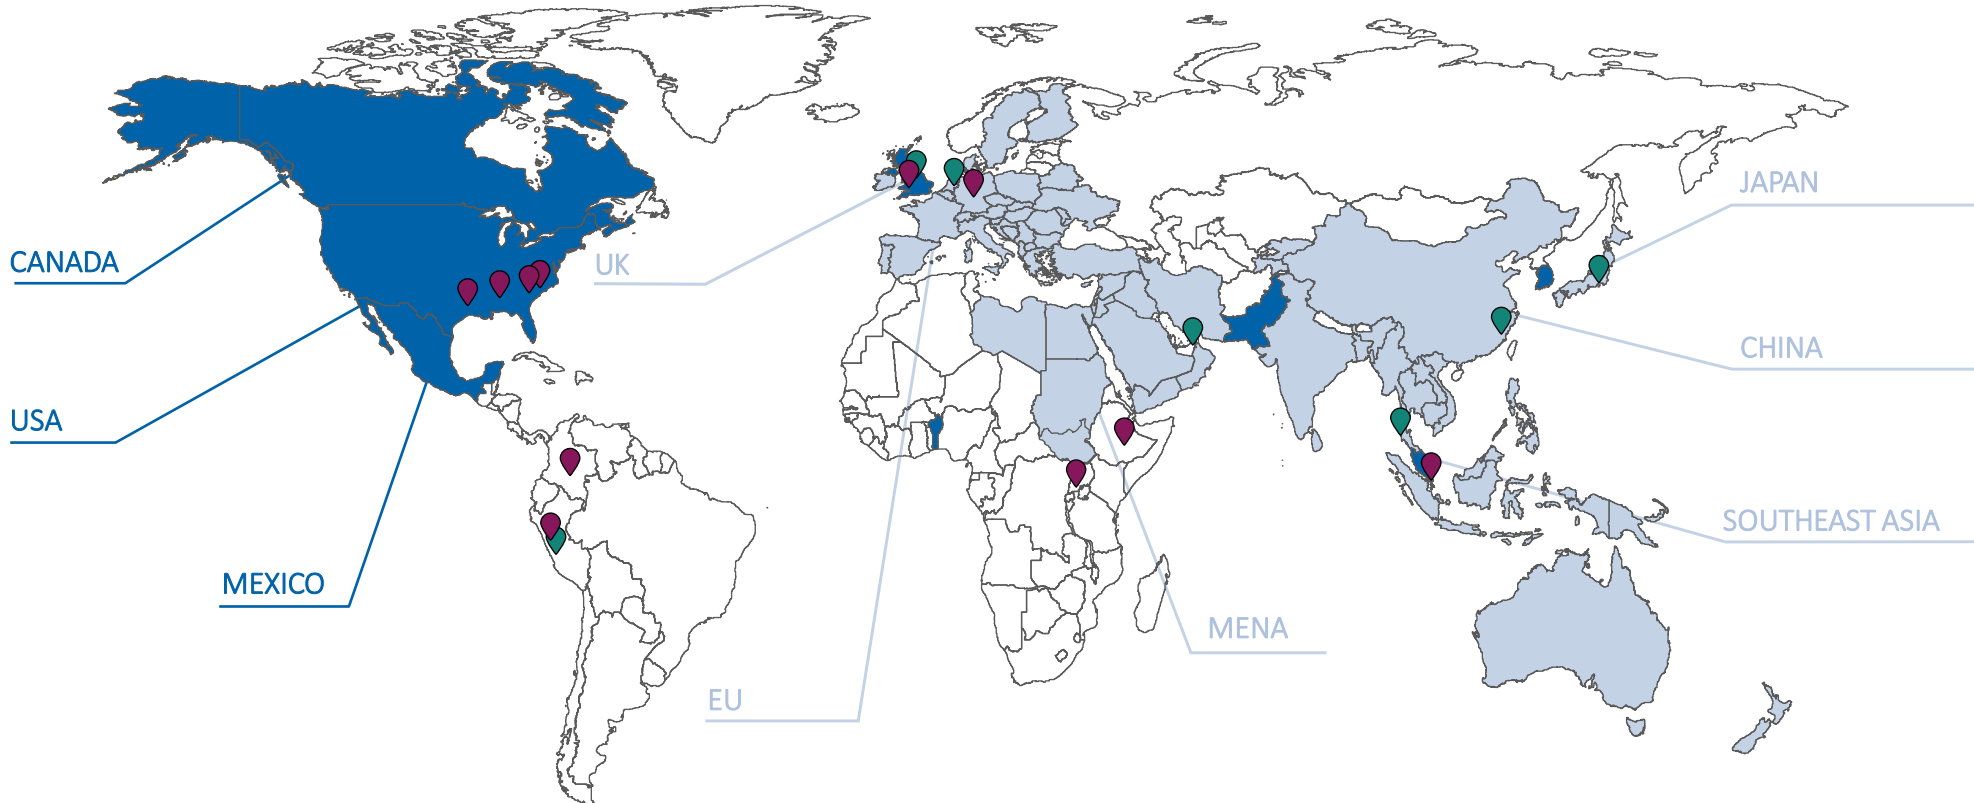 JAPAN
CANADA
UK
CHINA
USA
SOUTHEAST ASIA
MEXICO
MENA
EU